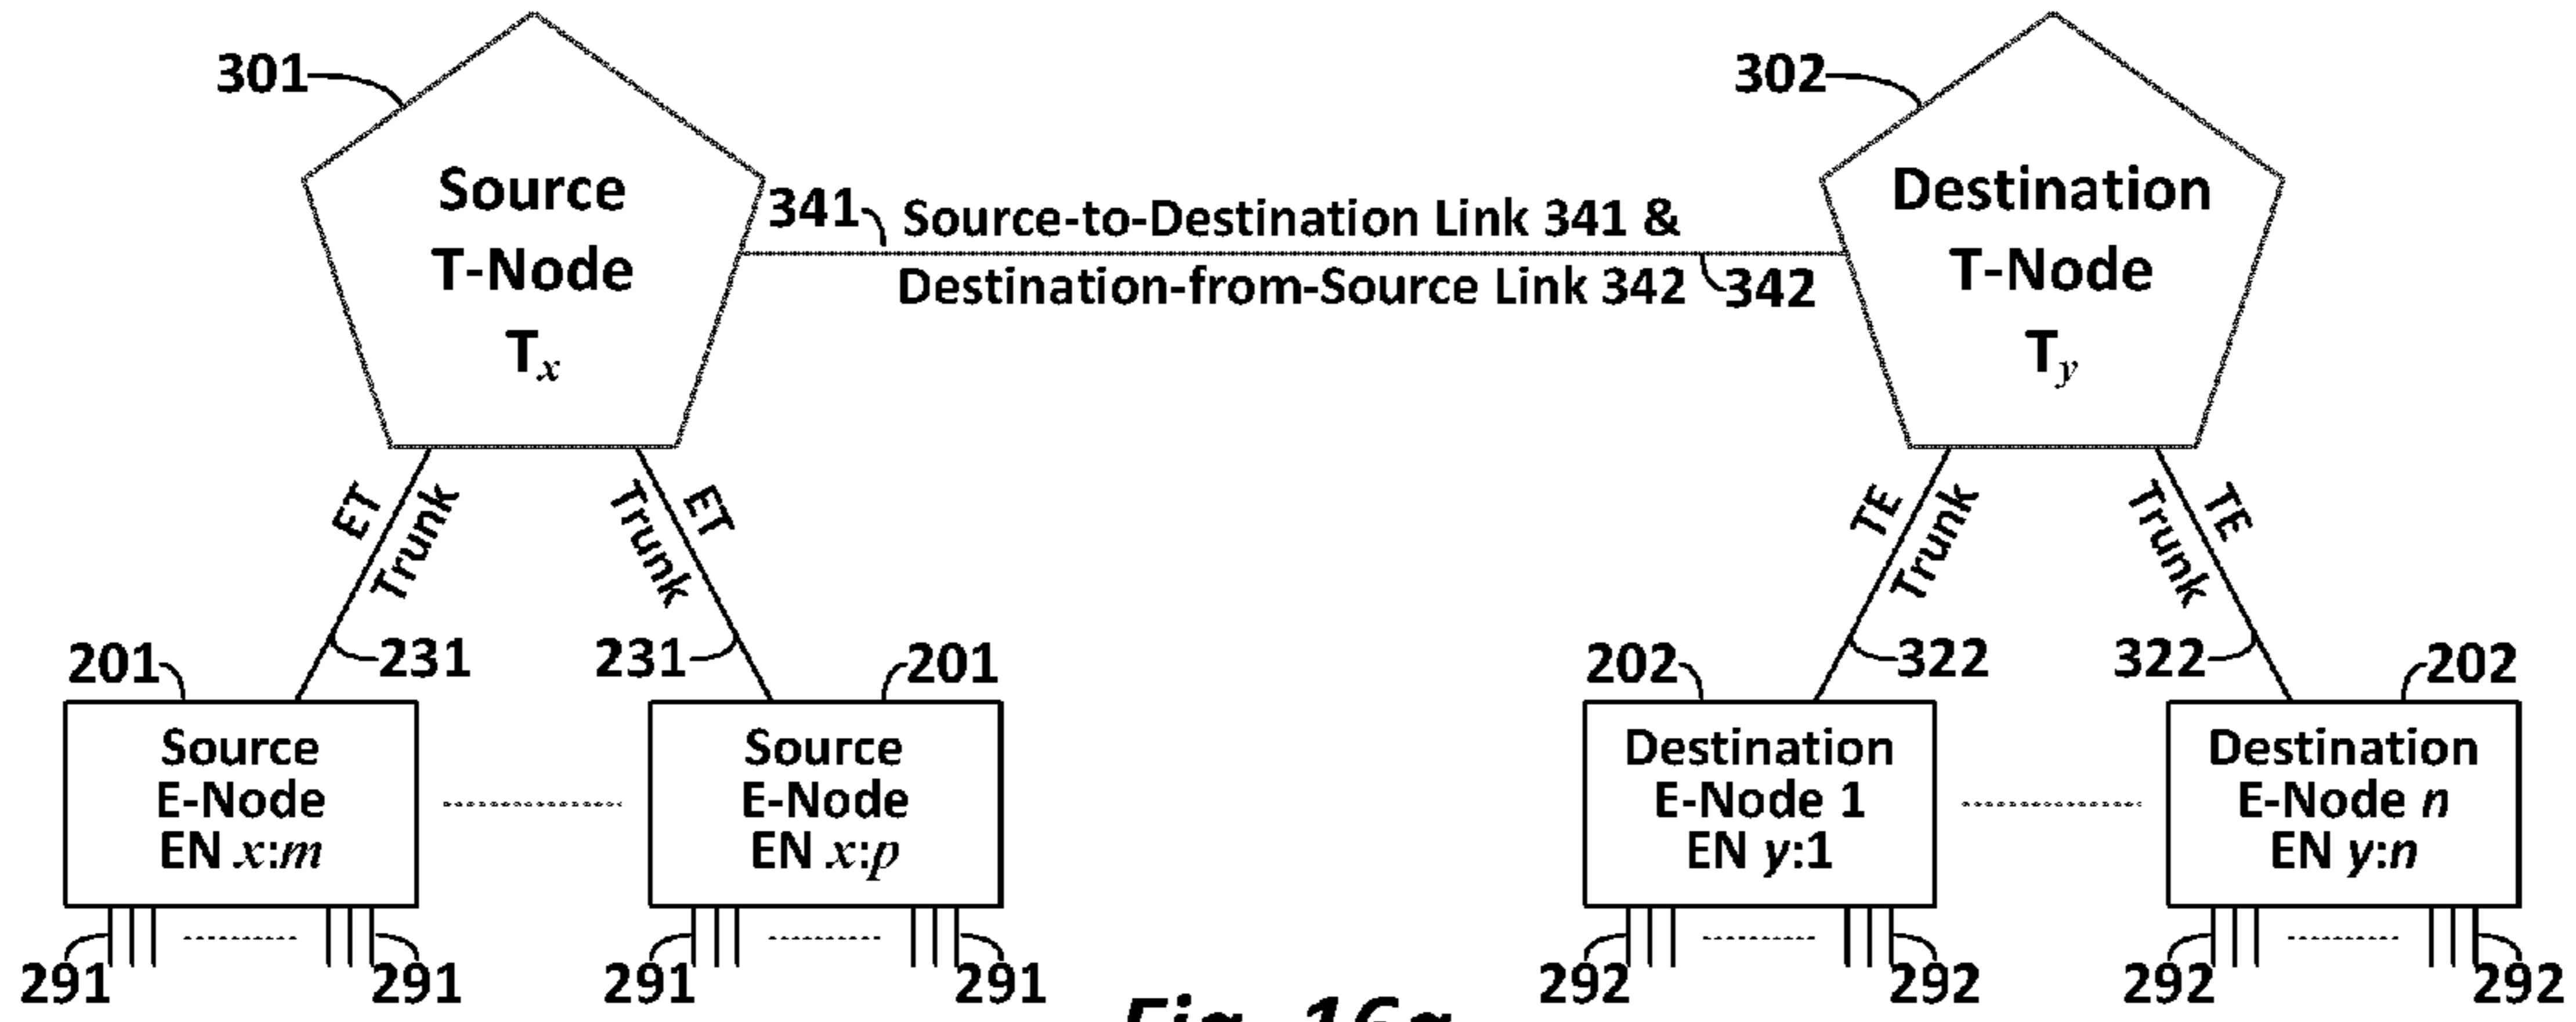 301
302
Source
T-Node
Tx
Destination
T-Node
Ty
341
Source-to-Destination Link 341 &
Destination-from-Source Link 342
342
ET
Trunk
Trunk
ET
TE
Trunk
Trunk
TE
201
231
231
201
202
322
322
202
Source
E-Node
EN x:m
Source
E-Node
EN x:p
Destination
E-Node 1
EN y:1
Destination
E-Node n
EN y:n
291
291
291
291
292
292
292
292
Fig. 16a